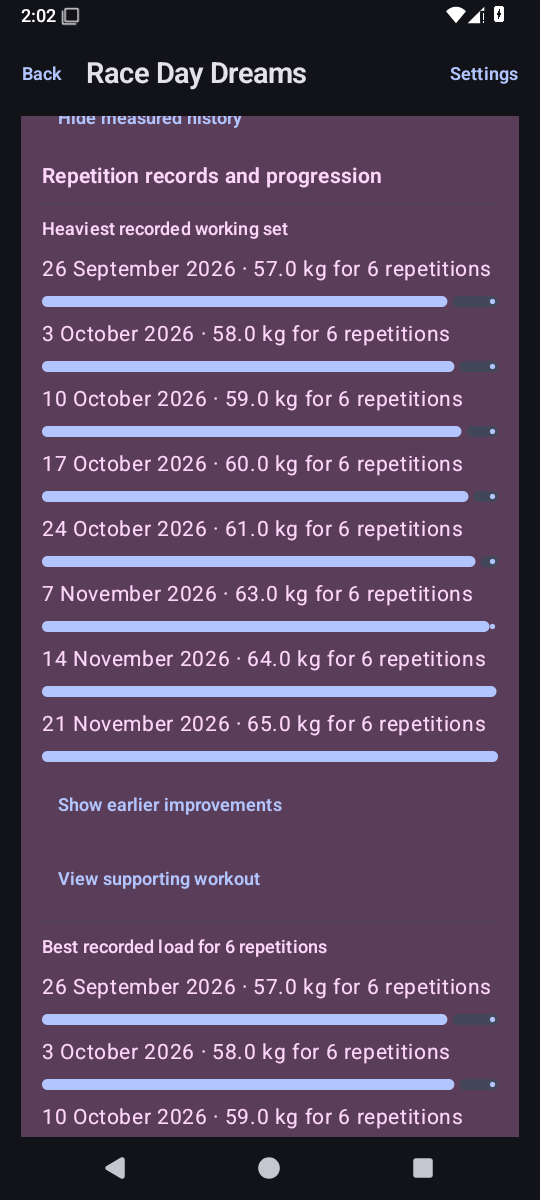 2:02
Back
Race Day Dreams
Settings
Hide measured history
Repetition records and progression
Heaviest recorded working set
26 September 2026 · 57.0 kg for 6 repetitions
3 October 2026 · 58.0 kg for 6 repetitions
10 October 2026 · 59.0 kg for 6 repetitions
17 October 2026 · 60.0 kg for 6 repetitions
24 October 2026 · 61.0 kg for 6 repetitions
7 November 2026 · 63.0 kg for 6 repetitions
14 November 2026 · 64.0 kg for 6 repetitions
21 November 2026 · 65.0 kg for 6 repetitions
Show earlier improvements
View supporting workout
Best recorded load for 6 repetitions
26 September 2026 · 57.0 kg for 6 repetitions
3 October 2026 · 58.0 kg for 6 repetitions
10 October 2026 · 59.0 kg for 6 repetitions